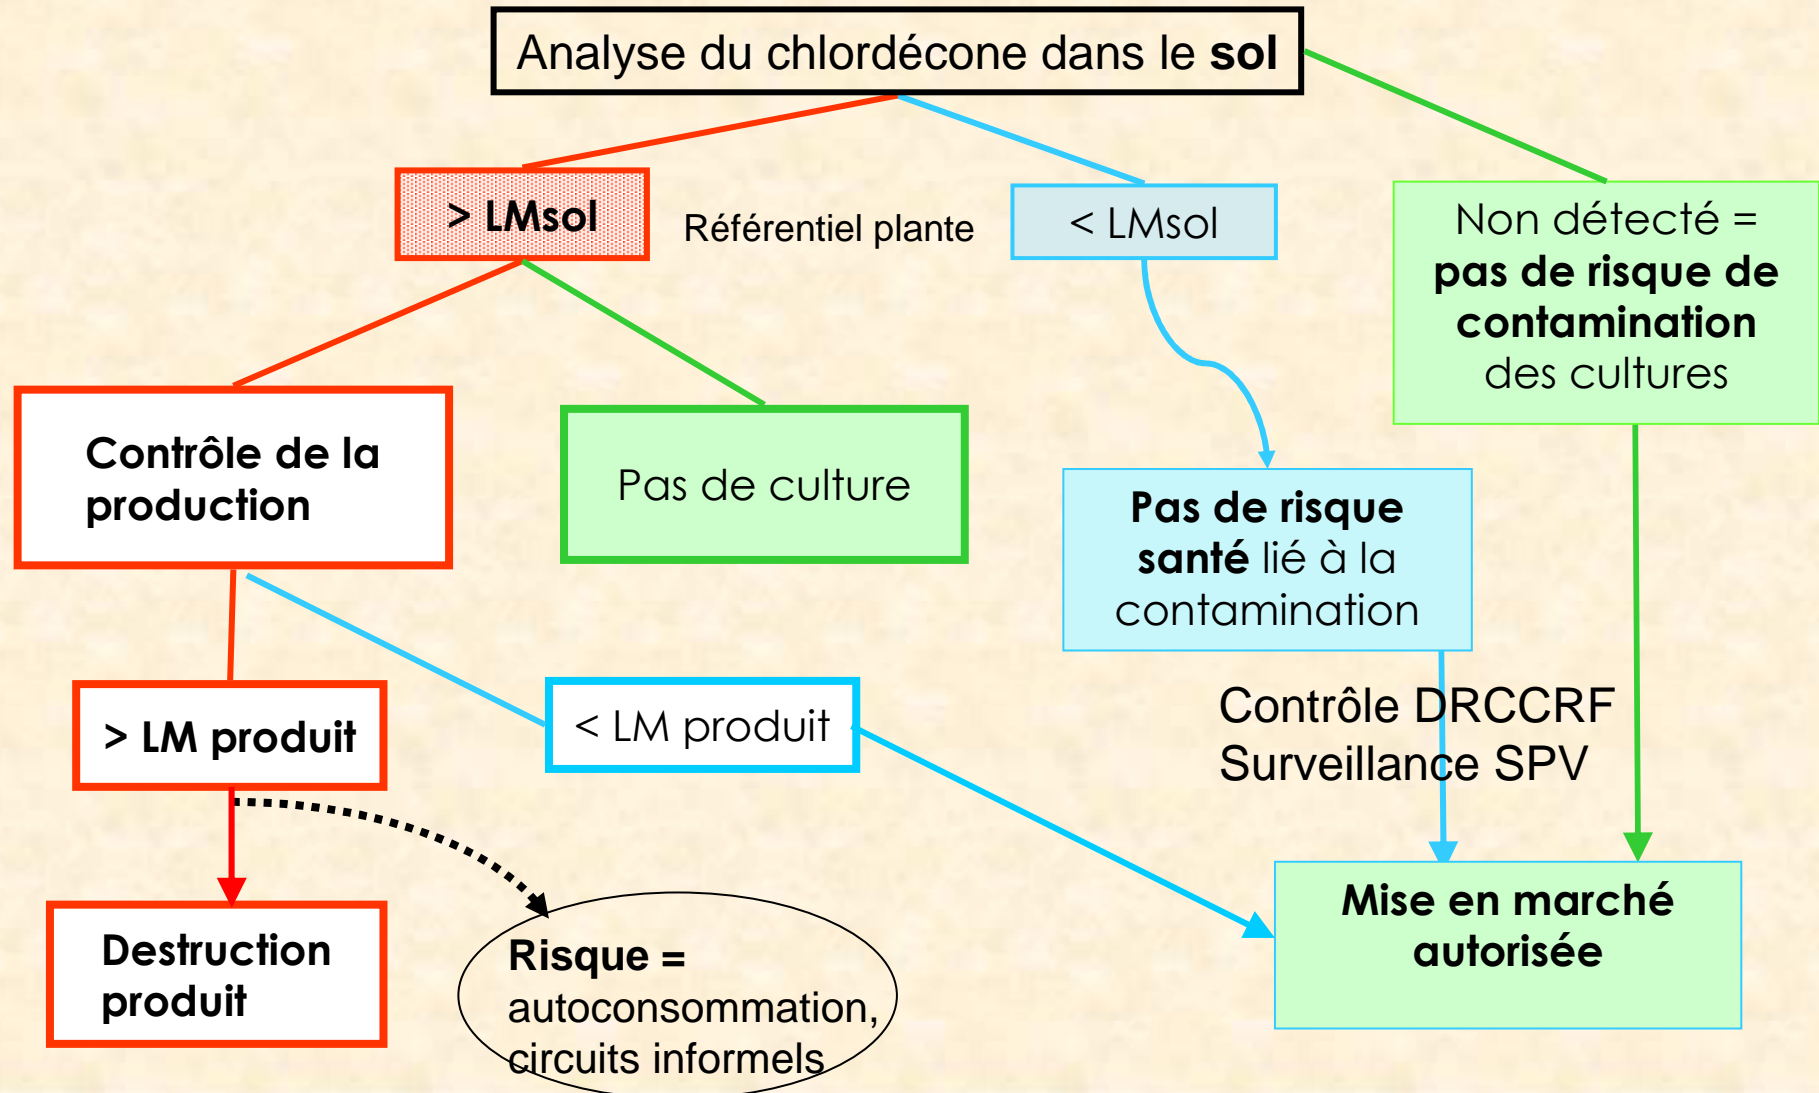 Analyse du chlordécone dans le sol
> LMsol
Référentiel plante
< LMsol
Non détecté =
pas de risque de
contamination
des cultures
Contrôle de la
production
Pas de culture
Pas de risque
santé lié à la
contamination
> LM produit
< LM produit
Contrôle DRCCRF
Surveillance SPV
Destruction
produit
Risque =
autoconsommation,
circuits informels
Mise en marché
autorisée